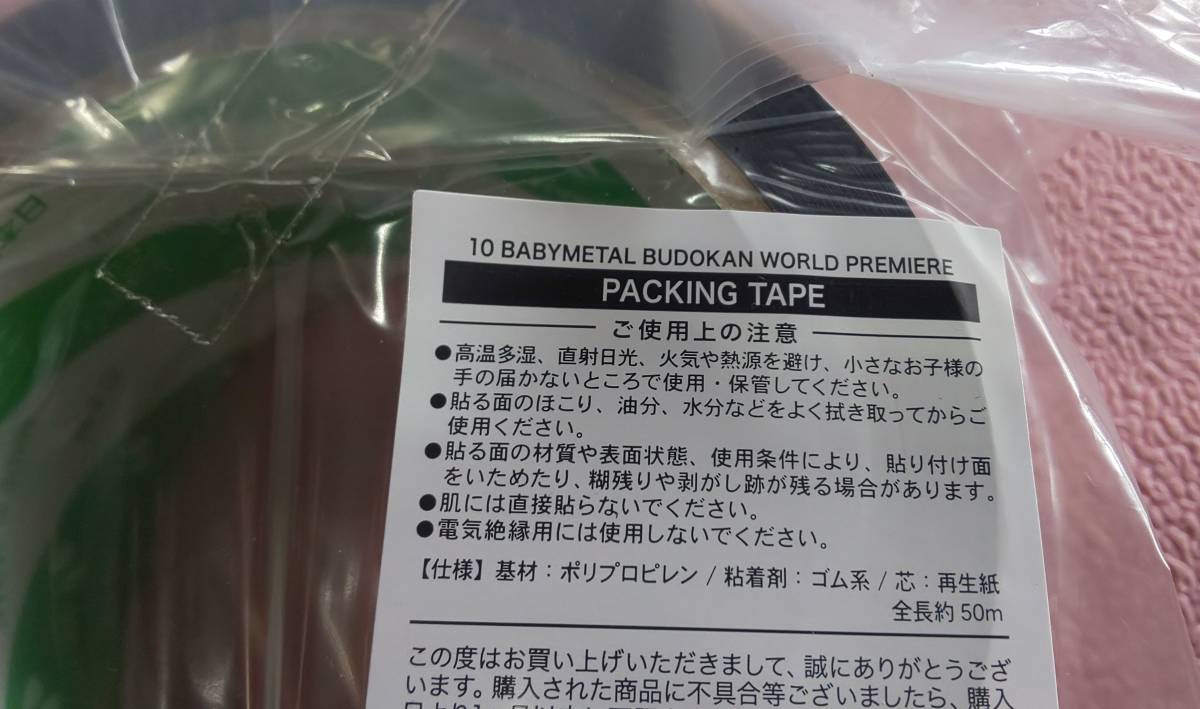 10 BABYMETAL BUDOKAN WORLD PREMIERE
PACKING TAPE
ご使用上の注意
●高温多湿、直射日光、火気や熱源を避け、小さなお子様の
手の届かないところで使用・保管してください。
●貼る面のほこり、油分、水分などをよく拭き取ってからご
使用ください。
●貼る面の材質や表面状態、使用条件により、貼り付け面
をいためたり、糊残りや剥がし跡が残る場合があります。
●肌には直接貼らないでください。
●電気絶縁用には使用しないでください。
【仕様】基材：ポリプロピレン / 粘着剤：ゴム系 / 芯：再生紙
全長約 50m
この度はお買い上げいただきまして、誠にありがとうござ
います。購入された商品に不具合等ございましたら、購入